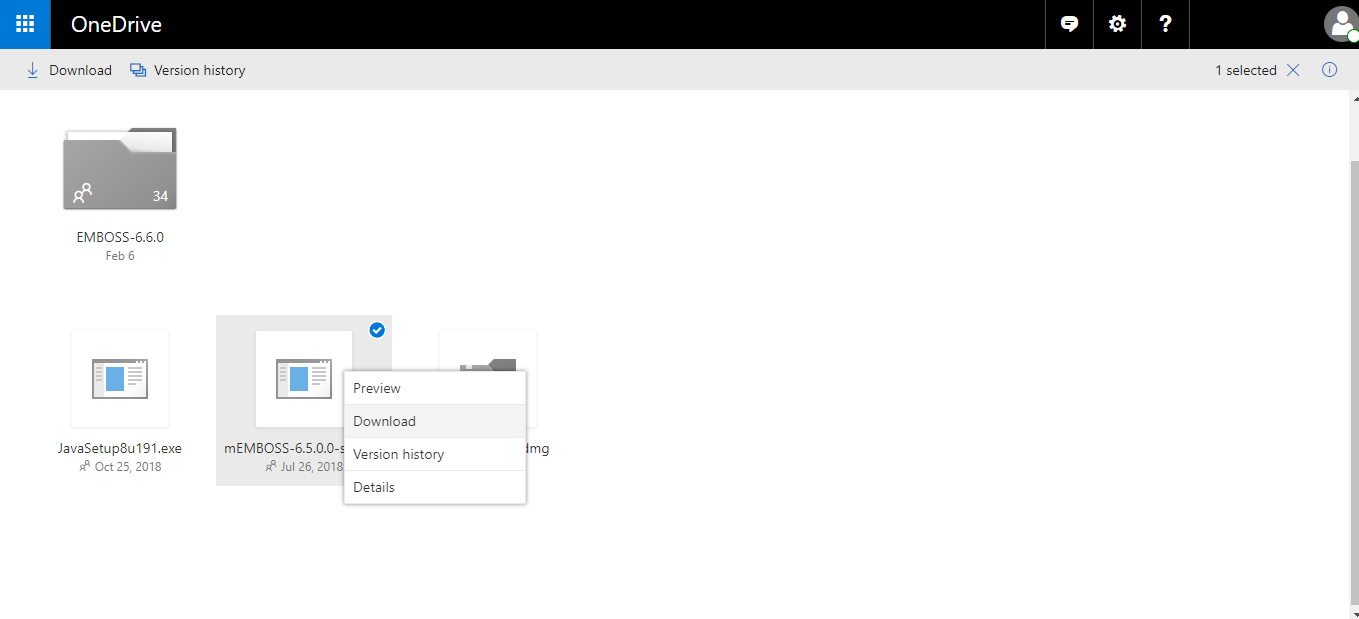 OneDrive
?
Download
Version history
1 selected
34
EMBOSS-6.6.0
Feb 6
Preview
Download
JavaSetup8u191.exe
mEMBOSS-6.5.0.0-s
dmg
Version history
Oct 25, 2018
Jul 26, 2018
Details